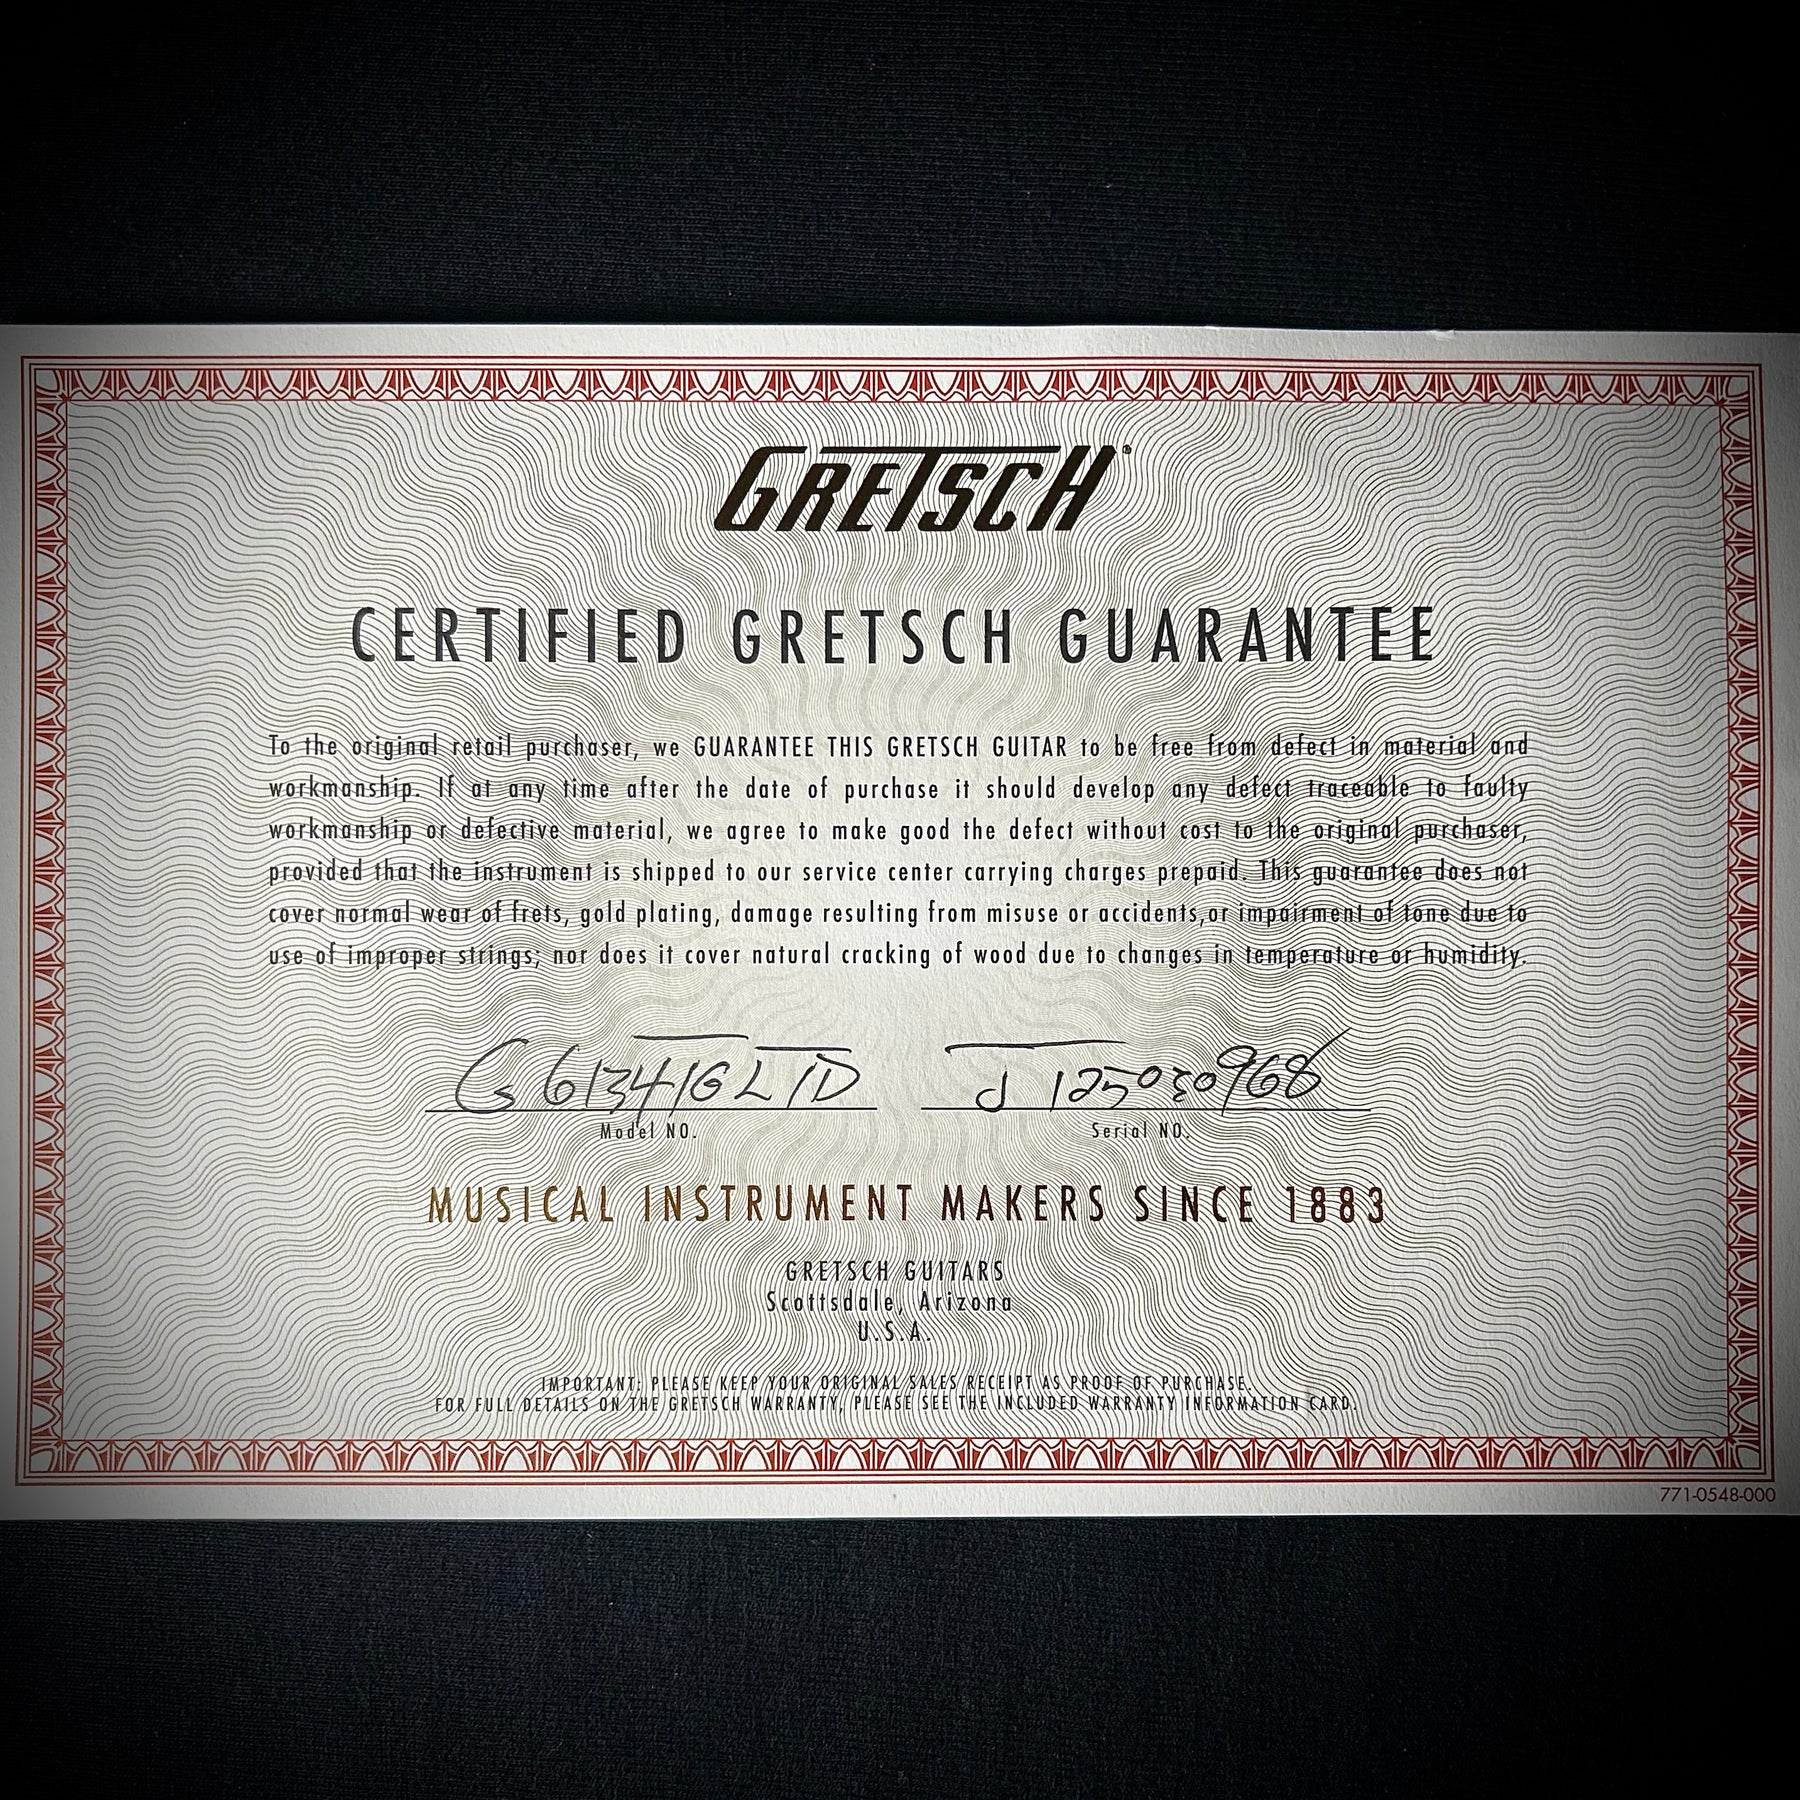 GRETSCH®
CERTIFIED GRETSCH GUARANTEE
To the original retail purchaser, we GUARANTEE THIS GRETSCH GUITAR to be free from defect in material and
workmanship. If at any time after the date of purchase it should develop any defect traceable to faulty
workmanship or defective material, we agree to make good the defect without cost to the original purchaser,
provided that the instrument is shipped to our service center carrying charges prepaid. This guarantee does not
cover normal wear of frets, gold plating, damage resulting from misuse or accidents,or impairment of tone due to
use of improper strings; nor does it cover natural cracking of wood due to changes in temperature or humidity.
G6134TGLTD JT25030968
Model NO. Serial NO.
MUSICAL INSTRUMENT MAKERS SINCE 1883
GRETSCH GUITARS
Scottsdale, Arizona
U.S.A.
IMPORTANT: PLEASE KEEP YOUR ORIGINAL SALES RECEIPT AS PROOF OF PURCHASE.
FOR FULL DETAILS ON THE GRETSCH WARRANTY, PLEASE SEE THE INCLUDED WARRANTY INFORMATION CARD.
771-0548-000